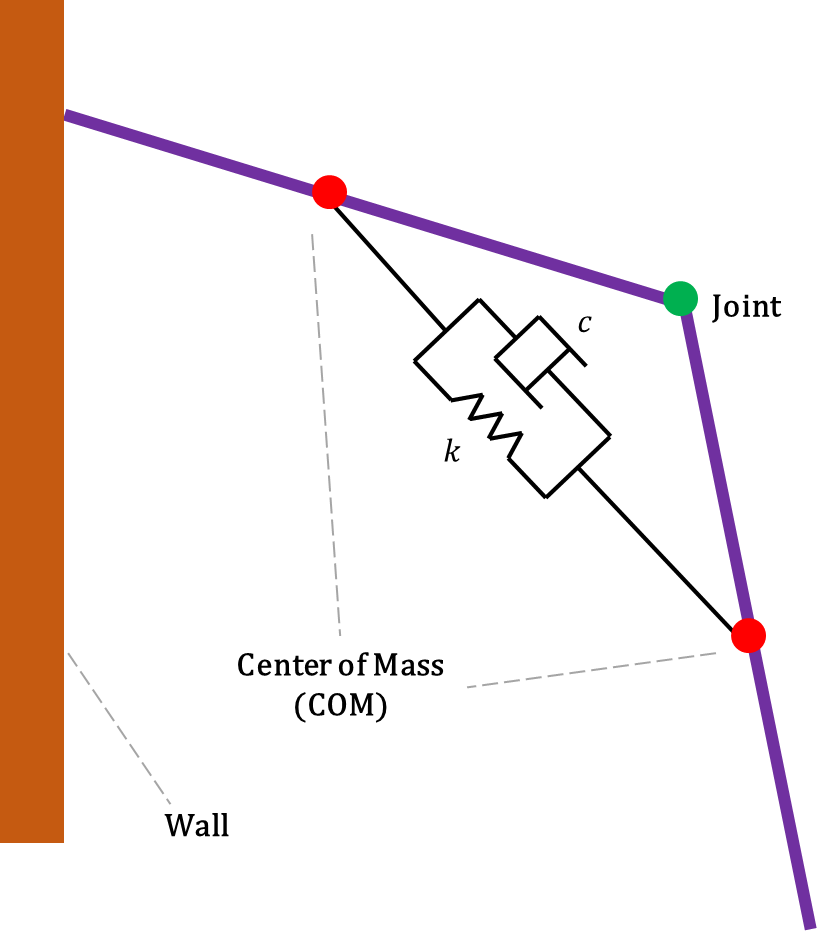 Joint
c
k
Center of Mass
(COM)
Wall